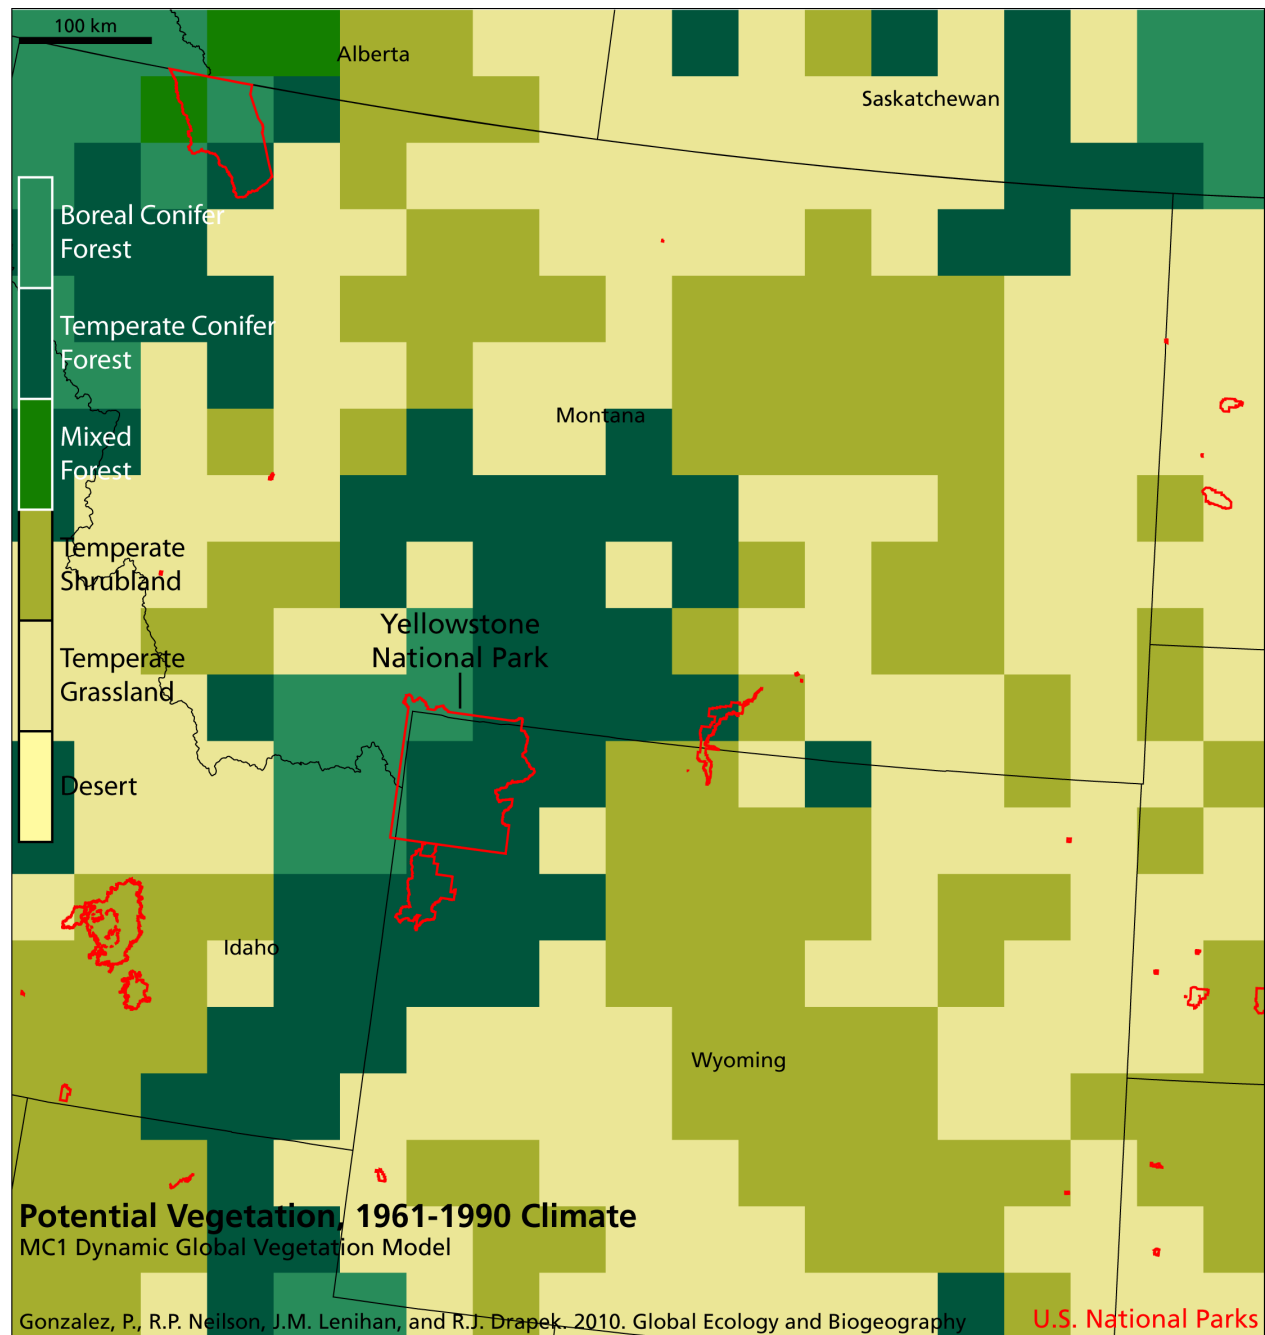 100 km
Alberta
Saskatchewan
Boreal Conifer
Forest
Temperate Conifer
Forest
Montana
Mixed
Forest
Temperate
Shrubland
Yellowstone
National Park
Temperate
Grassland
Desert
Idaho
Wyoming
Potential Vegetation, 1961-1990 Climate
MC1 Dynamic Global Vegetation Model
Gonzalez, P., R.P. Neilson, J.M. Lenihan, and R.J. Drapek. 2010. Global Ecology and Biogeography
U.S. National Parks